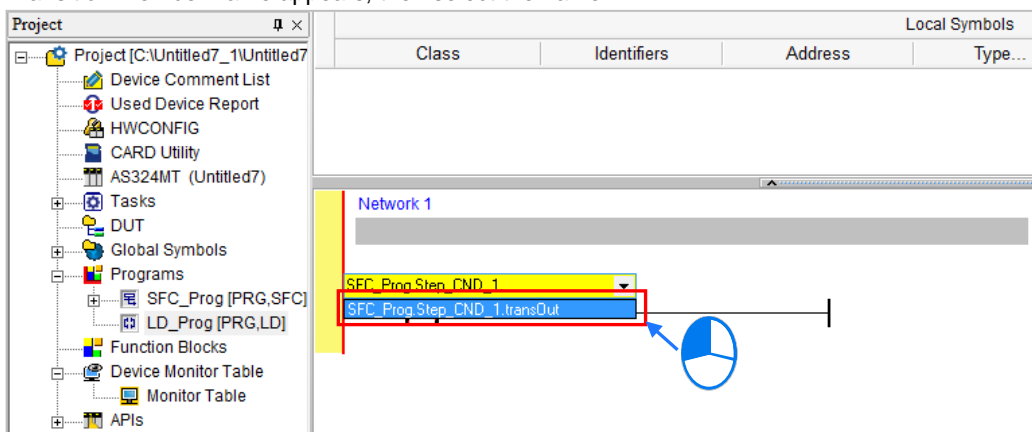 Project
Project [C:\Untitled7_1\Untitled7
Device Comment List
Used Device Report
HWCONFIG
CARD Utility
AS324MT (Untitled7)
Tasks
DUT
Global Symbols
Programs
SFC_Prog [PRG,SFC]
LD_Prog [PRG,LD]
Function Blocks
Device Monitor Table
Monitor Table
APIs
Local Symbols
Class Identifiers Address Type...
Network 1
SFC_Prog.Step_CND_1
SFC_Prog.Step_CND_1.transOut